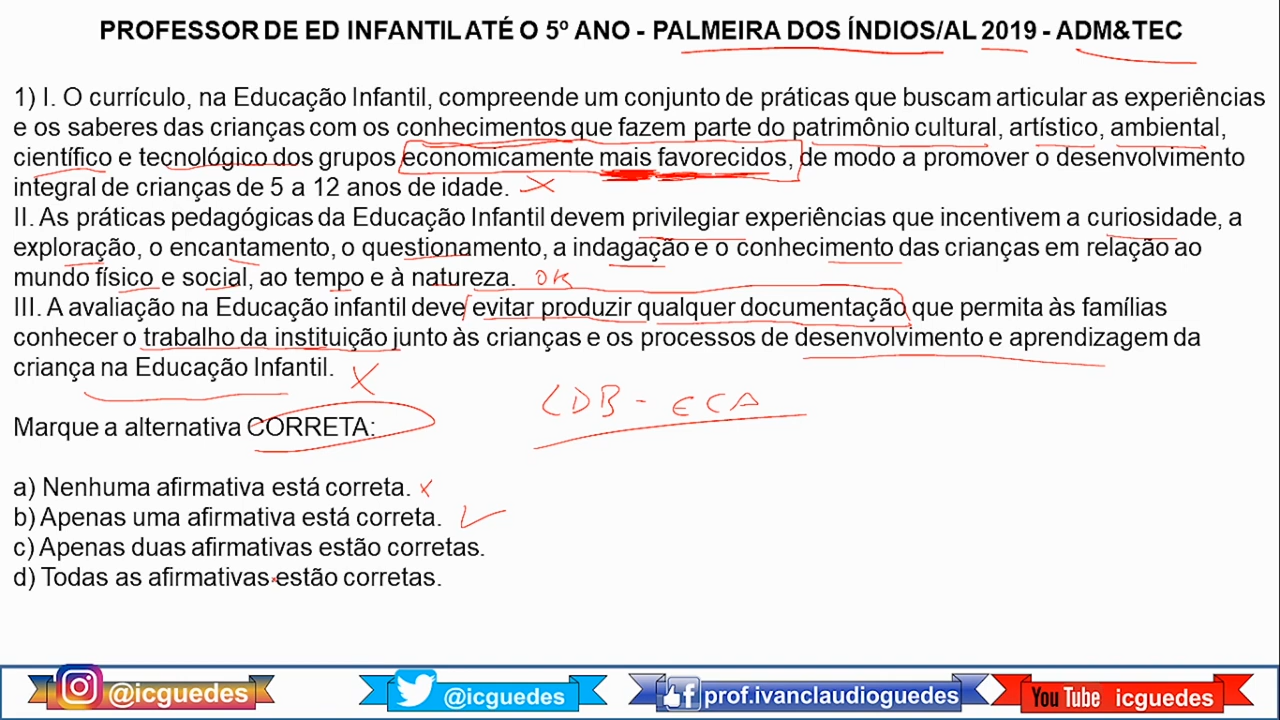 PROFESSOR DE ED INFANTIL ATÉ O 5º ANO - PALMEIRA DOS ÍNDIOS/AL 2019 - ADM&TEC
1) I. O currículo, na Educação Infantil, compreende um conjunto de práticas que buscam articular as experiências
e os saberes das crianças com os conhecimentos que fazem parte do patrimônio cultural, artístico, ambiental,
científico e tecnológico dos grupos economicamente mais favorecidos, de modo a promover o desenvolvimento
integral de crianças de 5 a 12 anos de idade. X
II. As práticas pedagógicas da Educação Infantil devem privilegiar experiências que incentivem a curiosidade, a
exploração, o encantamento, o questionamento, a indagação e o conhecimento das crianças em relação ao
mundo físico e social, ao tempo e à natureza. OK
III. A avaliação na Educação infantil deve evitar produzir qualquer documentação que permita às famílias
conhecer o trabalho da instituição junto às crianças e os processos de desenvolvimento e aprendizagem da
criança na Educação Infantil. X
LDB - ECA
Marque a alternativa CORRETA:
a) Nenhuma afirmativa está correta. x
b) Apenas uma afirmativa está correta.
c) Apenas duas afirmativas estão corretas.
d) Todas as afirmativas estão corretas.
@icguedes @icguedes f prof.ivanclaudioguedes You Tube icguedes